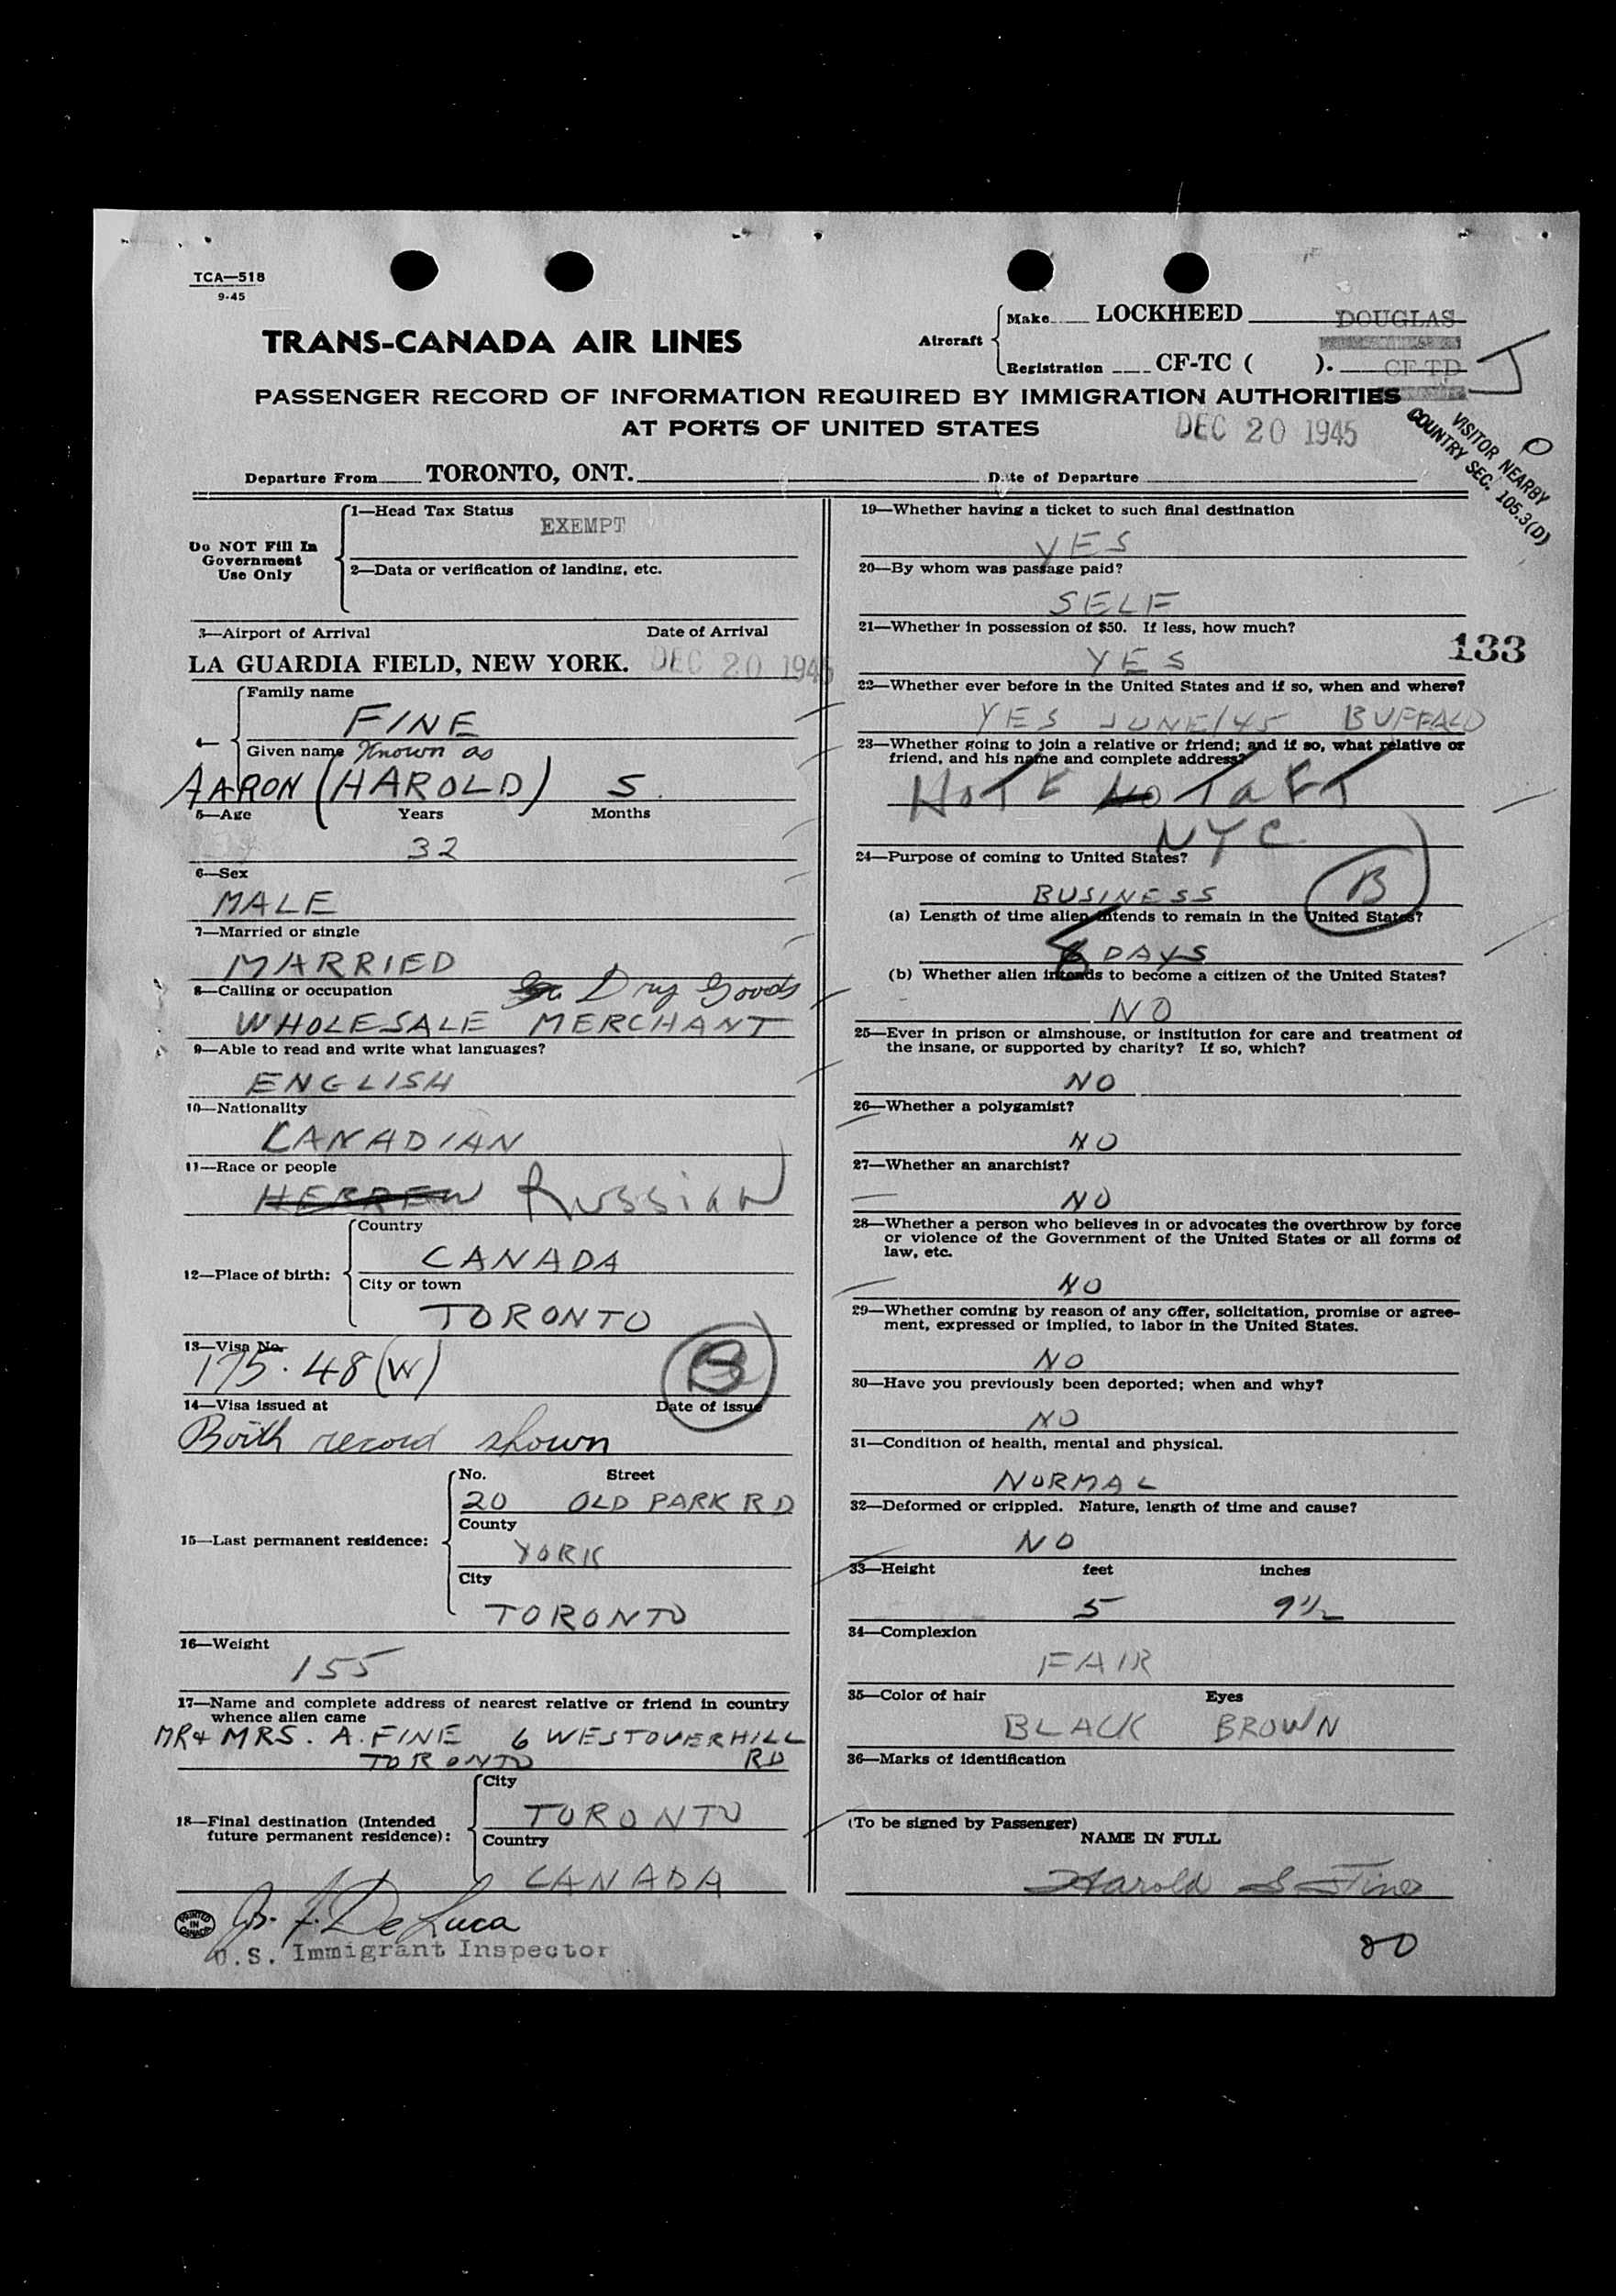 TCA—518
9-45
TRANS-CANADA AIR LINES
Aircraft
Make LOCKHEED DOUGLAS
Registration CF-TC ( ). CF-TD J
PASSENGER RECORD OF INFORMATION REQUIRED BY IMMIGRATION AUTHORITIES
AT PORTS OF UNITED STATES
DEC 20 1945
VISITOR NEARBY
COUNTRY SEC. 105.3(D)
Departure From TORONTO, ONT. Date of Departure
Do NOT Fill In
Government
Use Only
1—Head Tax Status
EXEMPT
2—Data or verification of landing, etc.
3—Airport of Arrival Date of Arrival
LA GUARDIA FIELD, NEW YORK. DEC 20 1945
4—
Family name
FINE
Given name Known as
AARON (HAROLD) S.
5—Age Years Months
32
6—Sex
MALE
7—Married or single
MARRIED
8—Calling or occupation Dry Goods
WHOLESALE MERCHANT
9—Able to read and write what languages?
ENGLISH
10—Nationality
CANADIAN
11—Race or people
HEBREW Russian
12—Place of birth:
Country
CANADA
City or town
TORONTO
13—Visa No.
175.48(W) B
14—Visa issued at Date of issue
Birth record shown
15—Last permanent residence:
No. Street
20 OLD PARK RD
County
YORK
City
TORONTO
16—Weight
155
17—Name and complete address of nearest relative or friend in country
whence alien came
MR & MRS. A. FINE 6 WESTOVERHILL
TORONTO RD
18—Final destination (Intended
future permanent residence):
City
TORONTO
Country
CANADA
PRINTED
IN
CANADA
De Luca
U.S. Immigrant Inspector
19—Whether having a ticket to such final destination
YES
20—By whom was passage paid?
SELF
21—Whether in possession of $50. If less, how much?
133
YES
22—Whether ever before in the United States and if so, when and where?
YES JUNE/45 BUFFALO
23—Whether going to join a relative or friend; and if so, what relative or
friend, and his name and complete address?
HOTE NO TaFT
NYC.
24—Purpose of coming to United States?
BUSINESS B
(a) Length of time alien intends to remain in the United States?
DAYS
(b) Whether alien intends to become a citizen of the United States?
NO
25—Ever in prison or almshouse, or institution for care and treatment of
the insane, or supported by charity? If so, which?
NO
26—Whether a polygamist?
NO
27—Whether an anarchist?
NO
28—Whether a person who believes in or advocates the overthrow by force
or violence of the Government of the United States or all forms of
law, etc.
NO
29—Whether coming by reason of any offer, solicitation, promise or agree-
ment, expressed or implied, to labor in the United States.
NO
30—Have you previously been deported; when and why?
NO
31—Condition of health, mental and physical.
NORMAL
32—Deformed or crippled. Nature, length of time and cause?
NO
33—Height feet inches
5 9½
34—Complexion
FAIR
35—Color of hair Eyes
BLACK BROWN
36—Marks of identification
(To be signed by Passenger)
NAME IN FULL
Harold S Fine
80